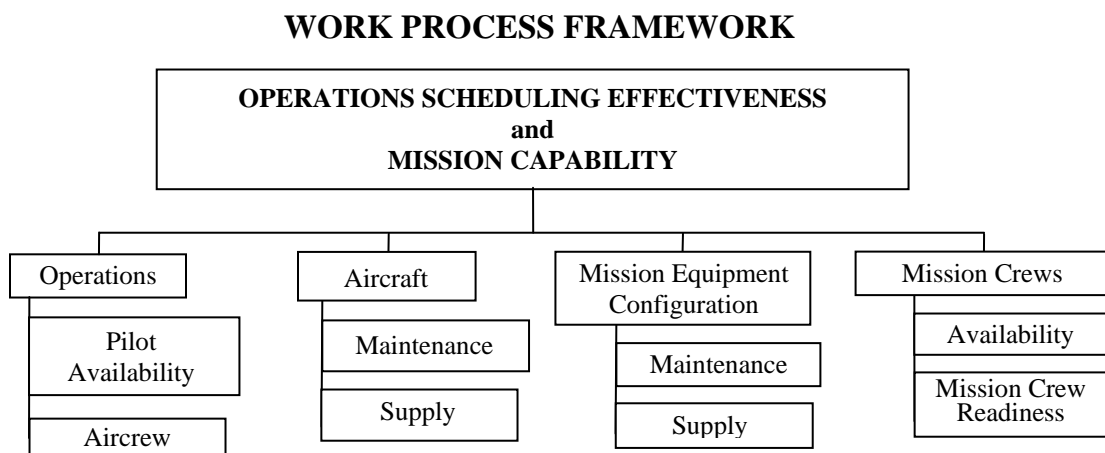 WORK PROCESS FRAMEWORK
OPERATIONS SCHEDULING EFFECTIVENESS
and
MISSION CAPABILITY
Operations
Pilot
Availability
Aircrew
Aircraft
Maintenance
Supply
Mission Equipment
Configuration
Maintenance
Supply
Mission Crews
Availability
Mission Crew
Readiness